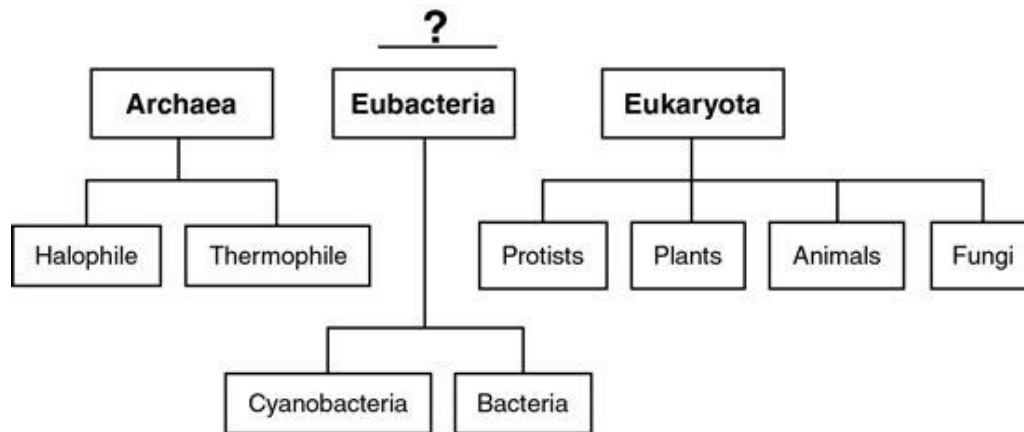 ?
Archaea
Eubacteria
Eukaryota
Halophile
Thermophile
Protists
Plants
Animals
Fungi
Cyanobacteria
Bacteria